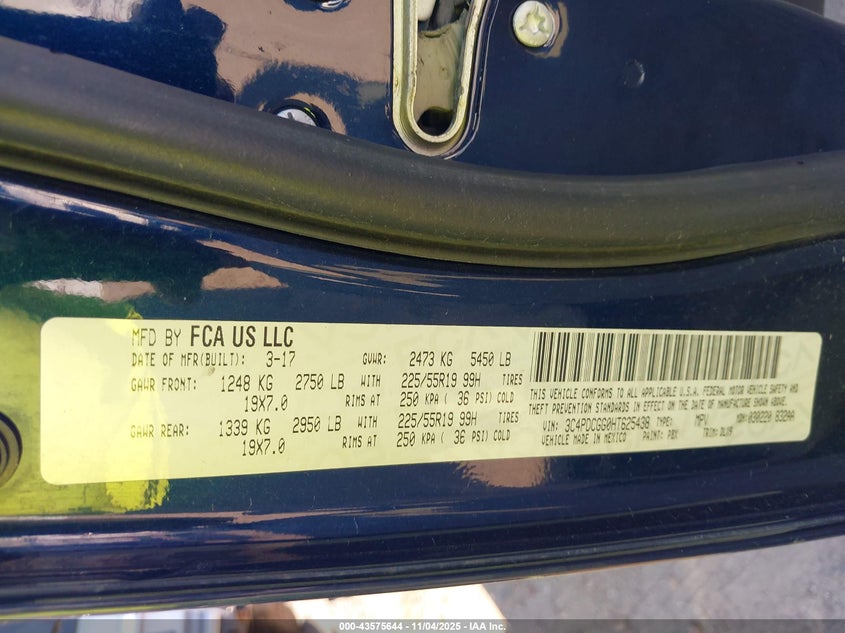 MFD BY FCA US LLC
DATE OF MFR(BUILT): 3-17 GVWR: 2473 KG 5450 LB
GAWR FRONT: 1248 KG 2750 LB WITH 225/55R19 99H TIRES
19X7.0 RIMS AT 250 KPA ( 36 PSI) COLD
GAWR REAR: 1339 KG 2950 LB WITH 225/55R19 99H TIRES
19X7.0 RIMS AT 250 KPA ( 36 PSI) COLD
THIS VEHICLE CONFORMS TO ALL APPLICABLE U.S.A. FEDERAL MOTOR VEHICLE SAFETY AND
THEFT PREVENTION STANDARDS IN EFFECT ON THE DATE OF MANUFACTURE SHOWN ABOVE.
VIN: 3C4PDCGG0HT625438 TYPE: MPV MDH: 030220 932AA
VEHICLE MADE IN MEXICO PAINT: PBX TRIM: DLX9
000-43575644 | 11/04/2025 | IAA Inc.